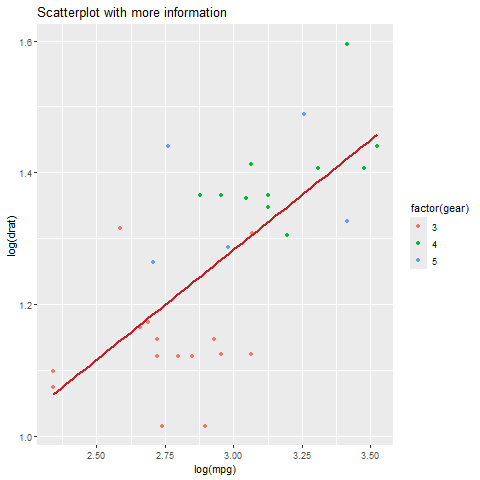 Scatterplot with more information
1.6
1.4
1.2
1.0
log(drat)
2.50 2.75 3.00 3.25 3.50
log(mpg)
factor(gear)
3
4
5